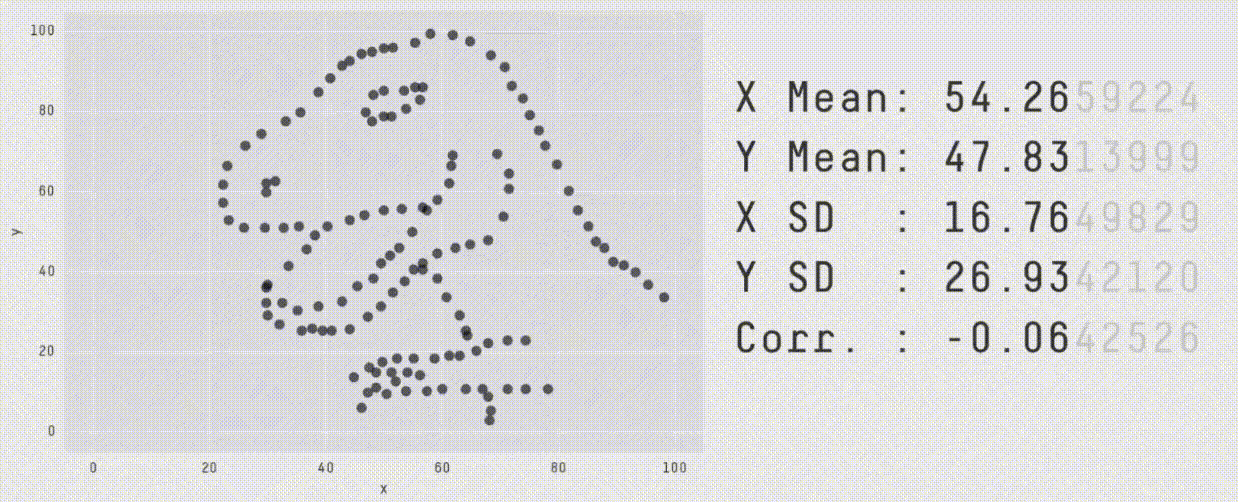 100
80
60
40
20
0
y
0 20 40 60 80 100
x
X Mean: 54.2659224
Y Mean: 47.8313999
X SD : 16.7649829
Y SD : 26.9342120
Corr. : -0.0642526